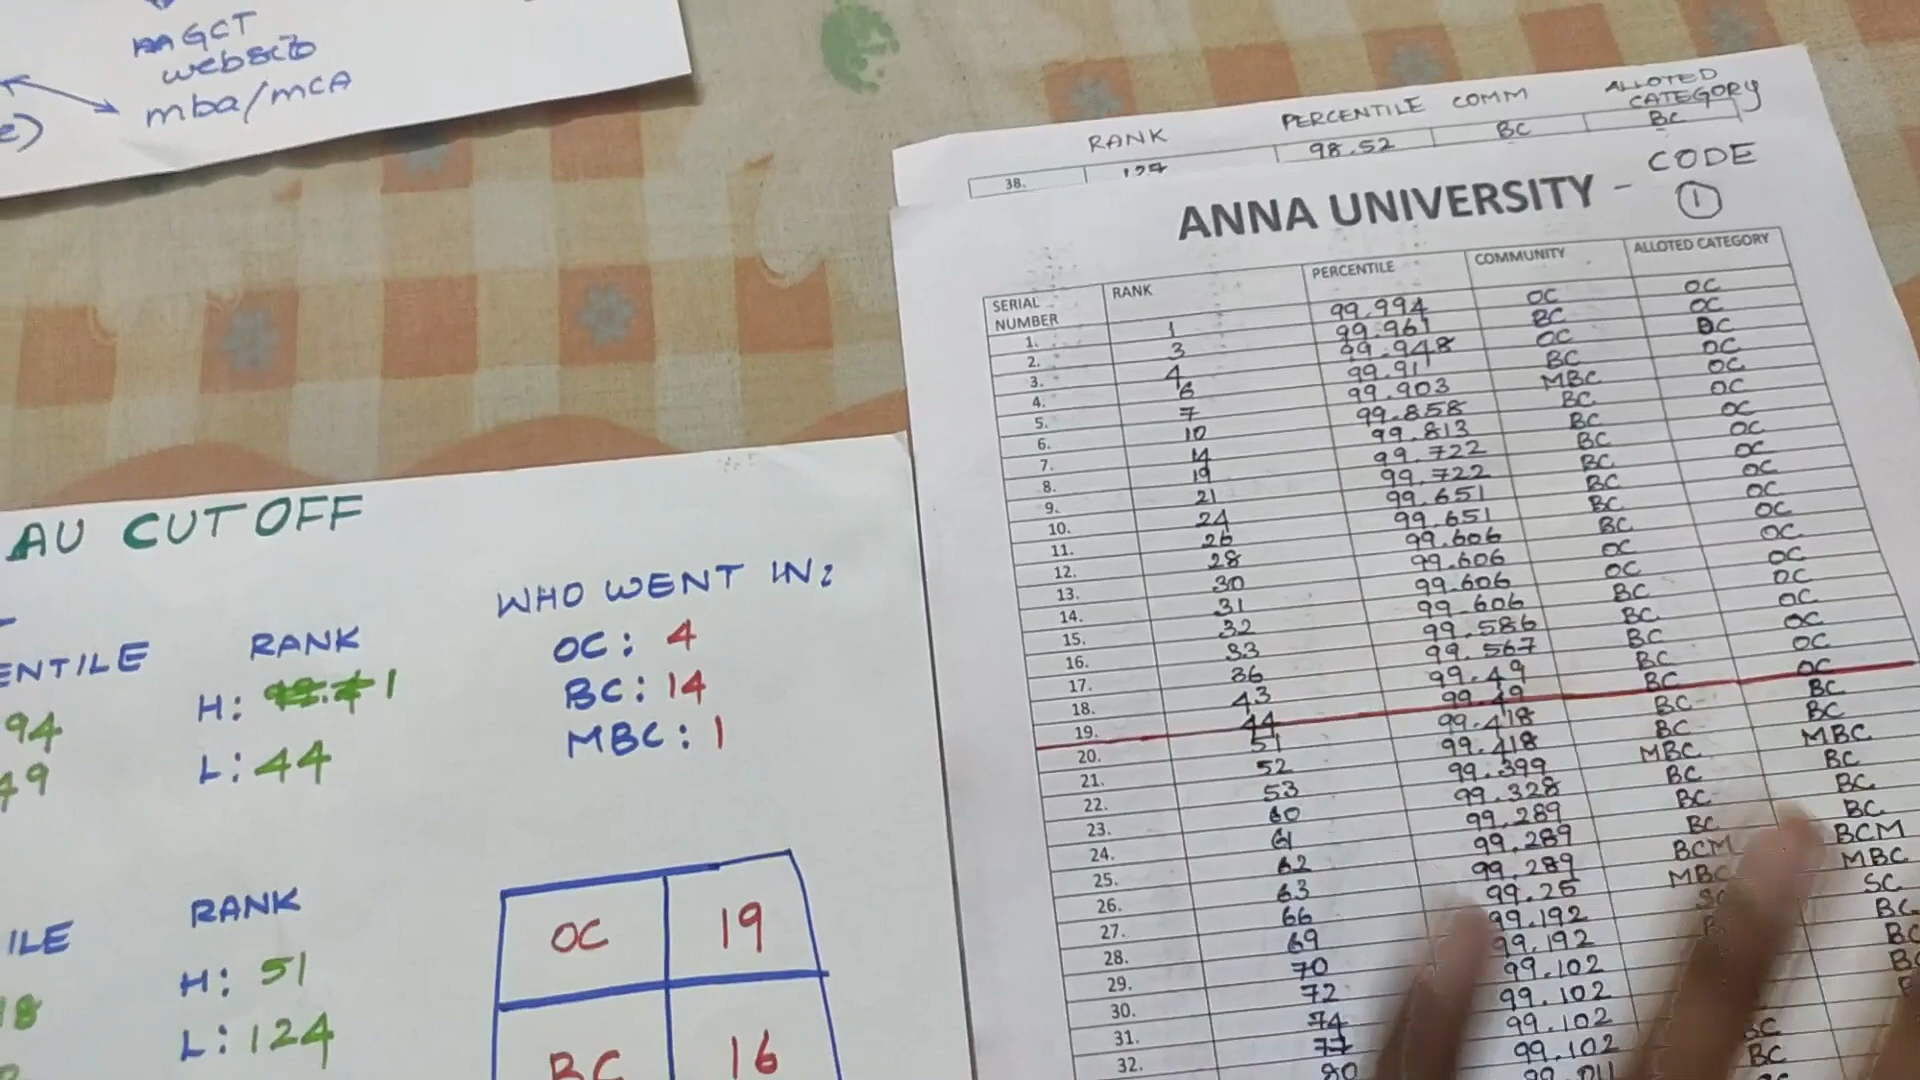 GCT
mba/mCA
e)
RANK PERCENTILE COMM ALLOTED CATEGORY
38. 124 98.52 BC BC
ANNA UNIVERSITY - CODE
1
SERIAL NUMBER RANK PERCENTILE COMMUNITY ALLOTED CATEGORY
1. 1 99.994 OC OC
2. 3 99.961 BC OC
3. 4 99.948 OC OC
4. 6 99.91 BC OC
5. 7 99.903 MBC OC
6. 10 99.858 BC OC
7. 14 99.813 BC OC
8. 19 99.722 BC OC
9. 21 99.722 BC OC
10. 24 99.651 BC OC
11. 26 99.651 BC OC
12. 28 99.606 BC OC
13. 30 99.606 OC OC
14. 31 99.606 OC OC
15. 32 99.606 BC OC
16. 33 99.586 BC OC
17. 36 99.567 BC OC
18. 43 99.49 BC OC
19. 44 99.49 BC OC
20. 51 99.418 BC BC
21. 52 99.418 BC BC
22. 53 99.399 MBC MBC
23. 60 99.328 BC BC
24. 61 99.289 BC BC
25. 62 99.289 BC BC
26. 63 99.289 BCM BCM
27. 66 99.25 MBC MBC
28. 69 99.192 SC
29. 70 99.192 BC
30. 72 99.102
31. 74 99.102
32. 77 99.102
80 99.102 BC
99.011
AU CUTOFF
ENTILE RANK
94 H: 1
49 L: 44
WHO WENT IN?
OC: 4
BC: 14
MBC: 1
ILE RANK
18 H: 51
L: 124
OC 19
BC 16